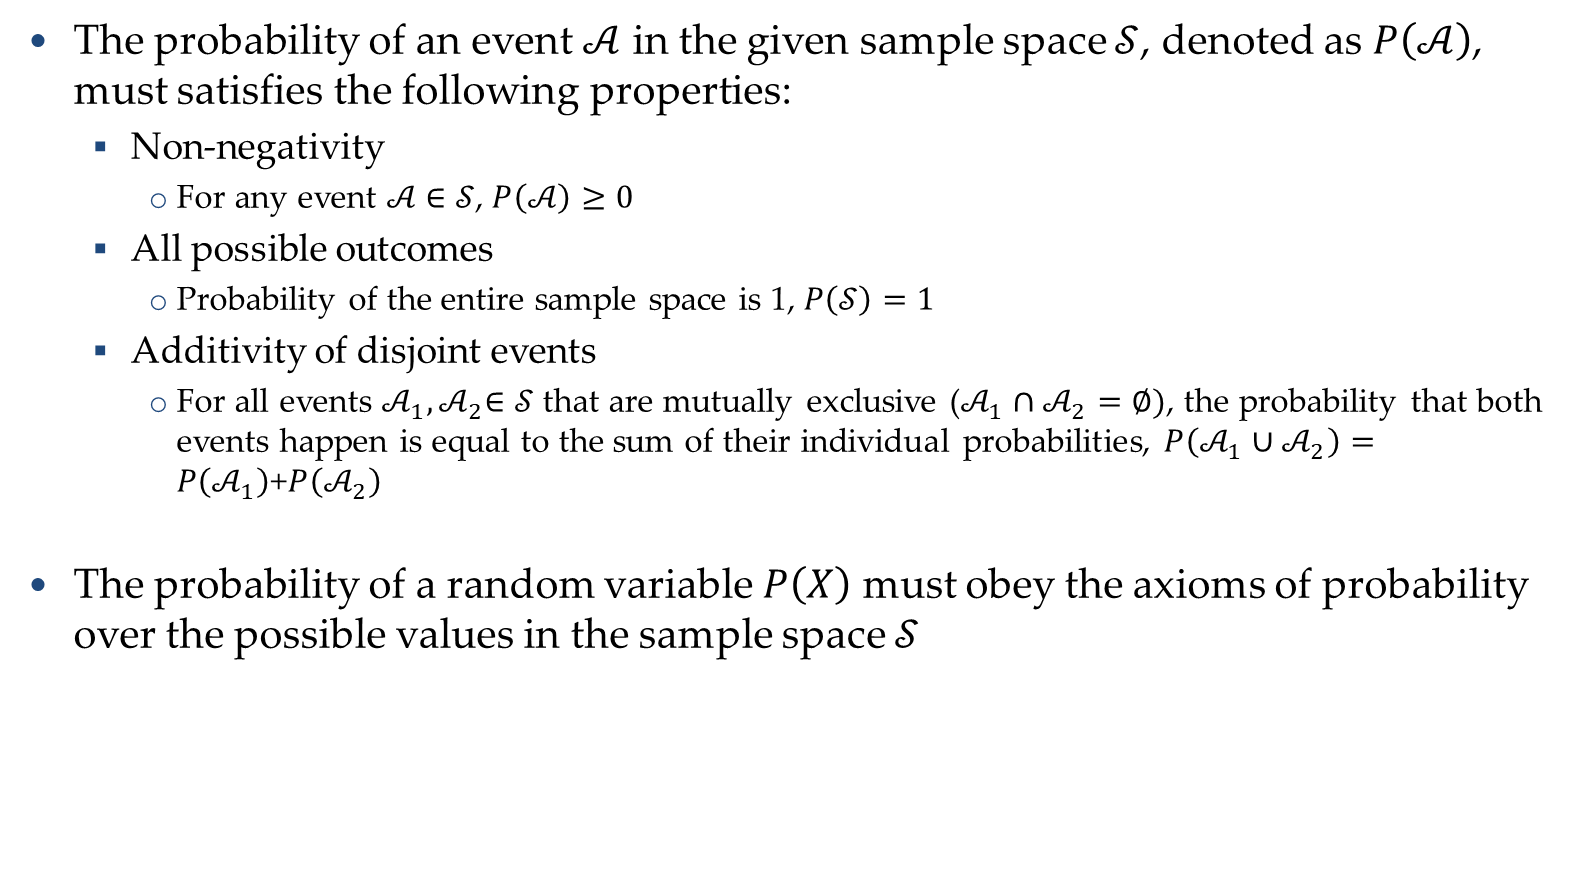 • The probability of an event 𝒜 in the given sample space 𝒮, denoted as P(𝒜),
must satisfies the following properties:
▪ Non-negativity
○ For any event 𝒜 ∈ 𝒮, P(𝒜) ≥ 0
▪ All possible outcomes
○ Probability of the entire sample space is 1, P(𝒮) = 1
▪ Additivity of disjoint events
○ For all events 𝒜₁, 𝒜₂∈ 𝒮 that are mutually exclusive (𝒜₁ ∩ 𝒜₂ = ∅), the probability that both
events happen is equal to the sum of their individual probabilities, P(𝒜₁ ∪ 𝒜₂) =
P(𝒜₁)+P(𝒜₂)
• The probability of a random variable P(X) must obey the axioms of probability
over the possible values in the sample space 𝒮